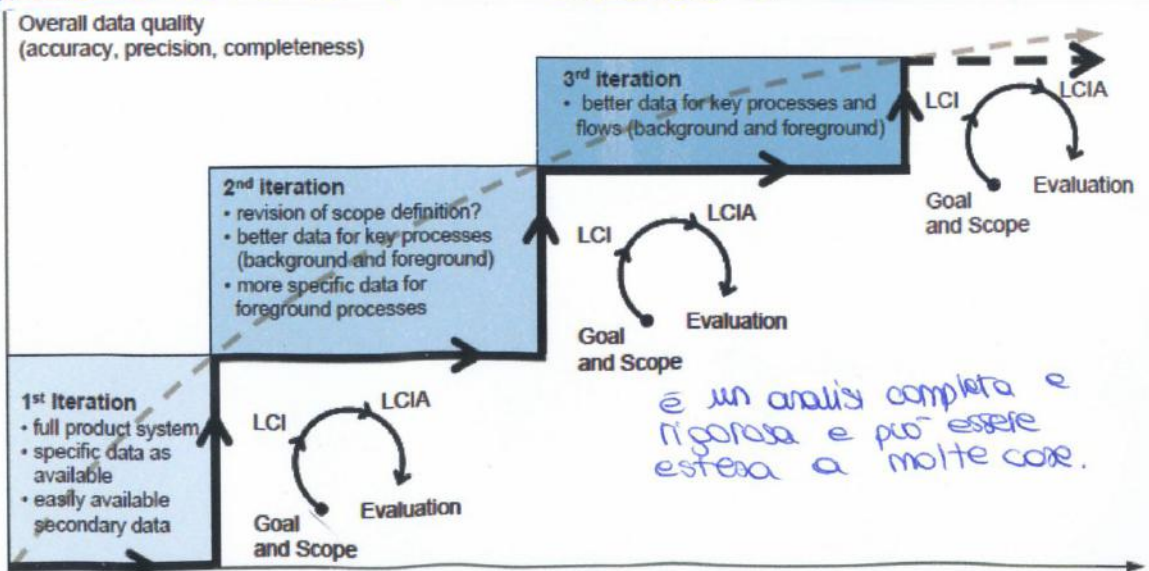 Overall data quality
(accuracy, precision, completeness)
3rd iteration
• better data for key processes and
flows (background and foreground)
LCI
LCIA
Goal
and Scope
Evaluation
2nd iteration
• revision of scope definition?
• better data for key processes
(background and foreground)
• more specific data for
foreground processes
LCI
LCIA
Goal
and Scope
Evaluation
1st Iteration
• full product system
• specific data as
available
• easily available
secondary data
LCI
LCIA
Goal
and Scope
Evaluation
è un analisi completa e
rigorosa e può essere
estesa a molte cose.